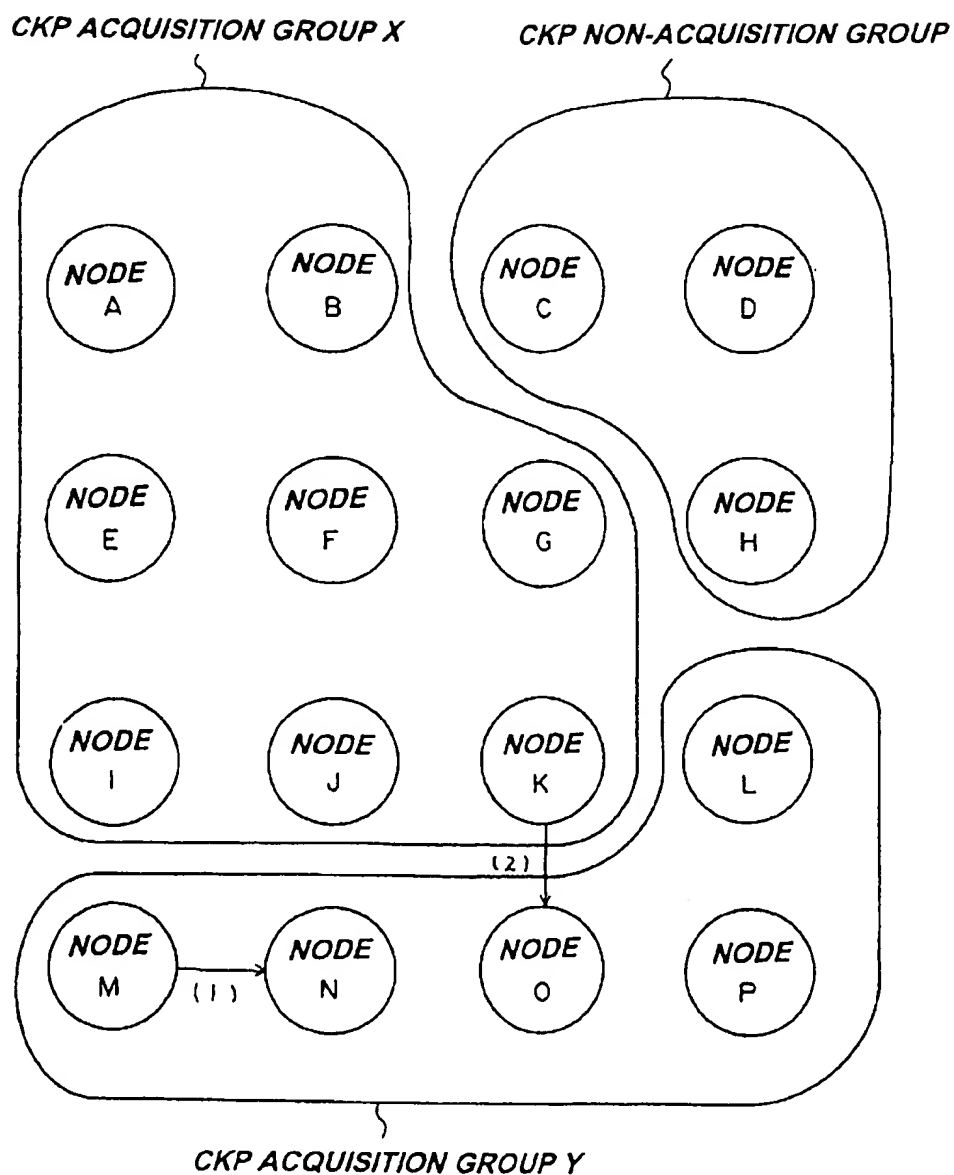 CKP ACQUISITION GROUP X
CKP NON-ACQUISITION GROUP
NODE
A
NODE
B
NODE
C
NODE
D
NODE
E
NODE
F
NODE
G
NODE
H
NODE
I
NODE
J
NODE
K
NODE
L
(2)
NODE
M
(1)
NODE
N
NODE
O
NODE
P
CKP ACQUISITION GROUP Y